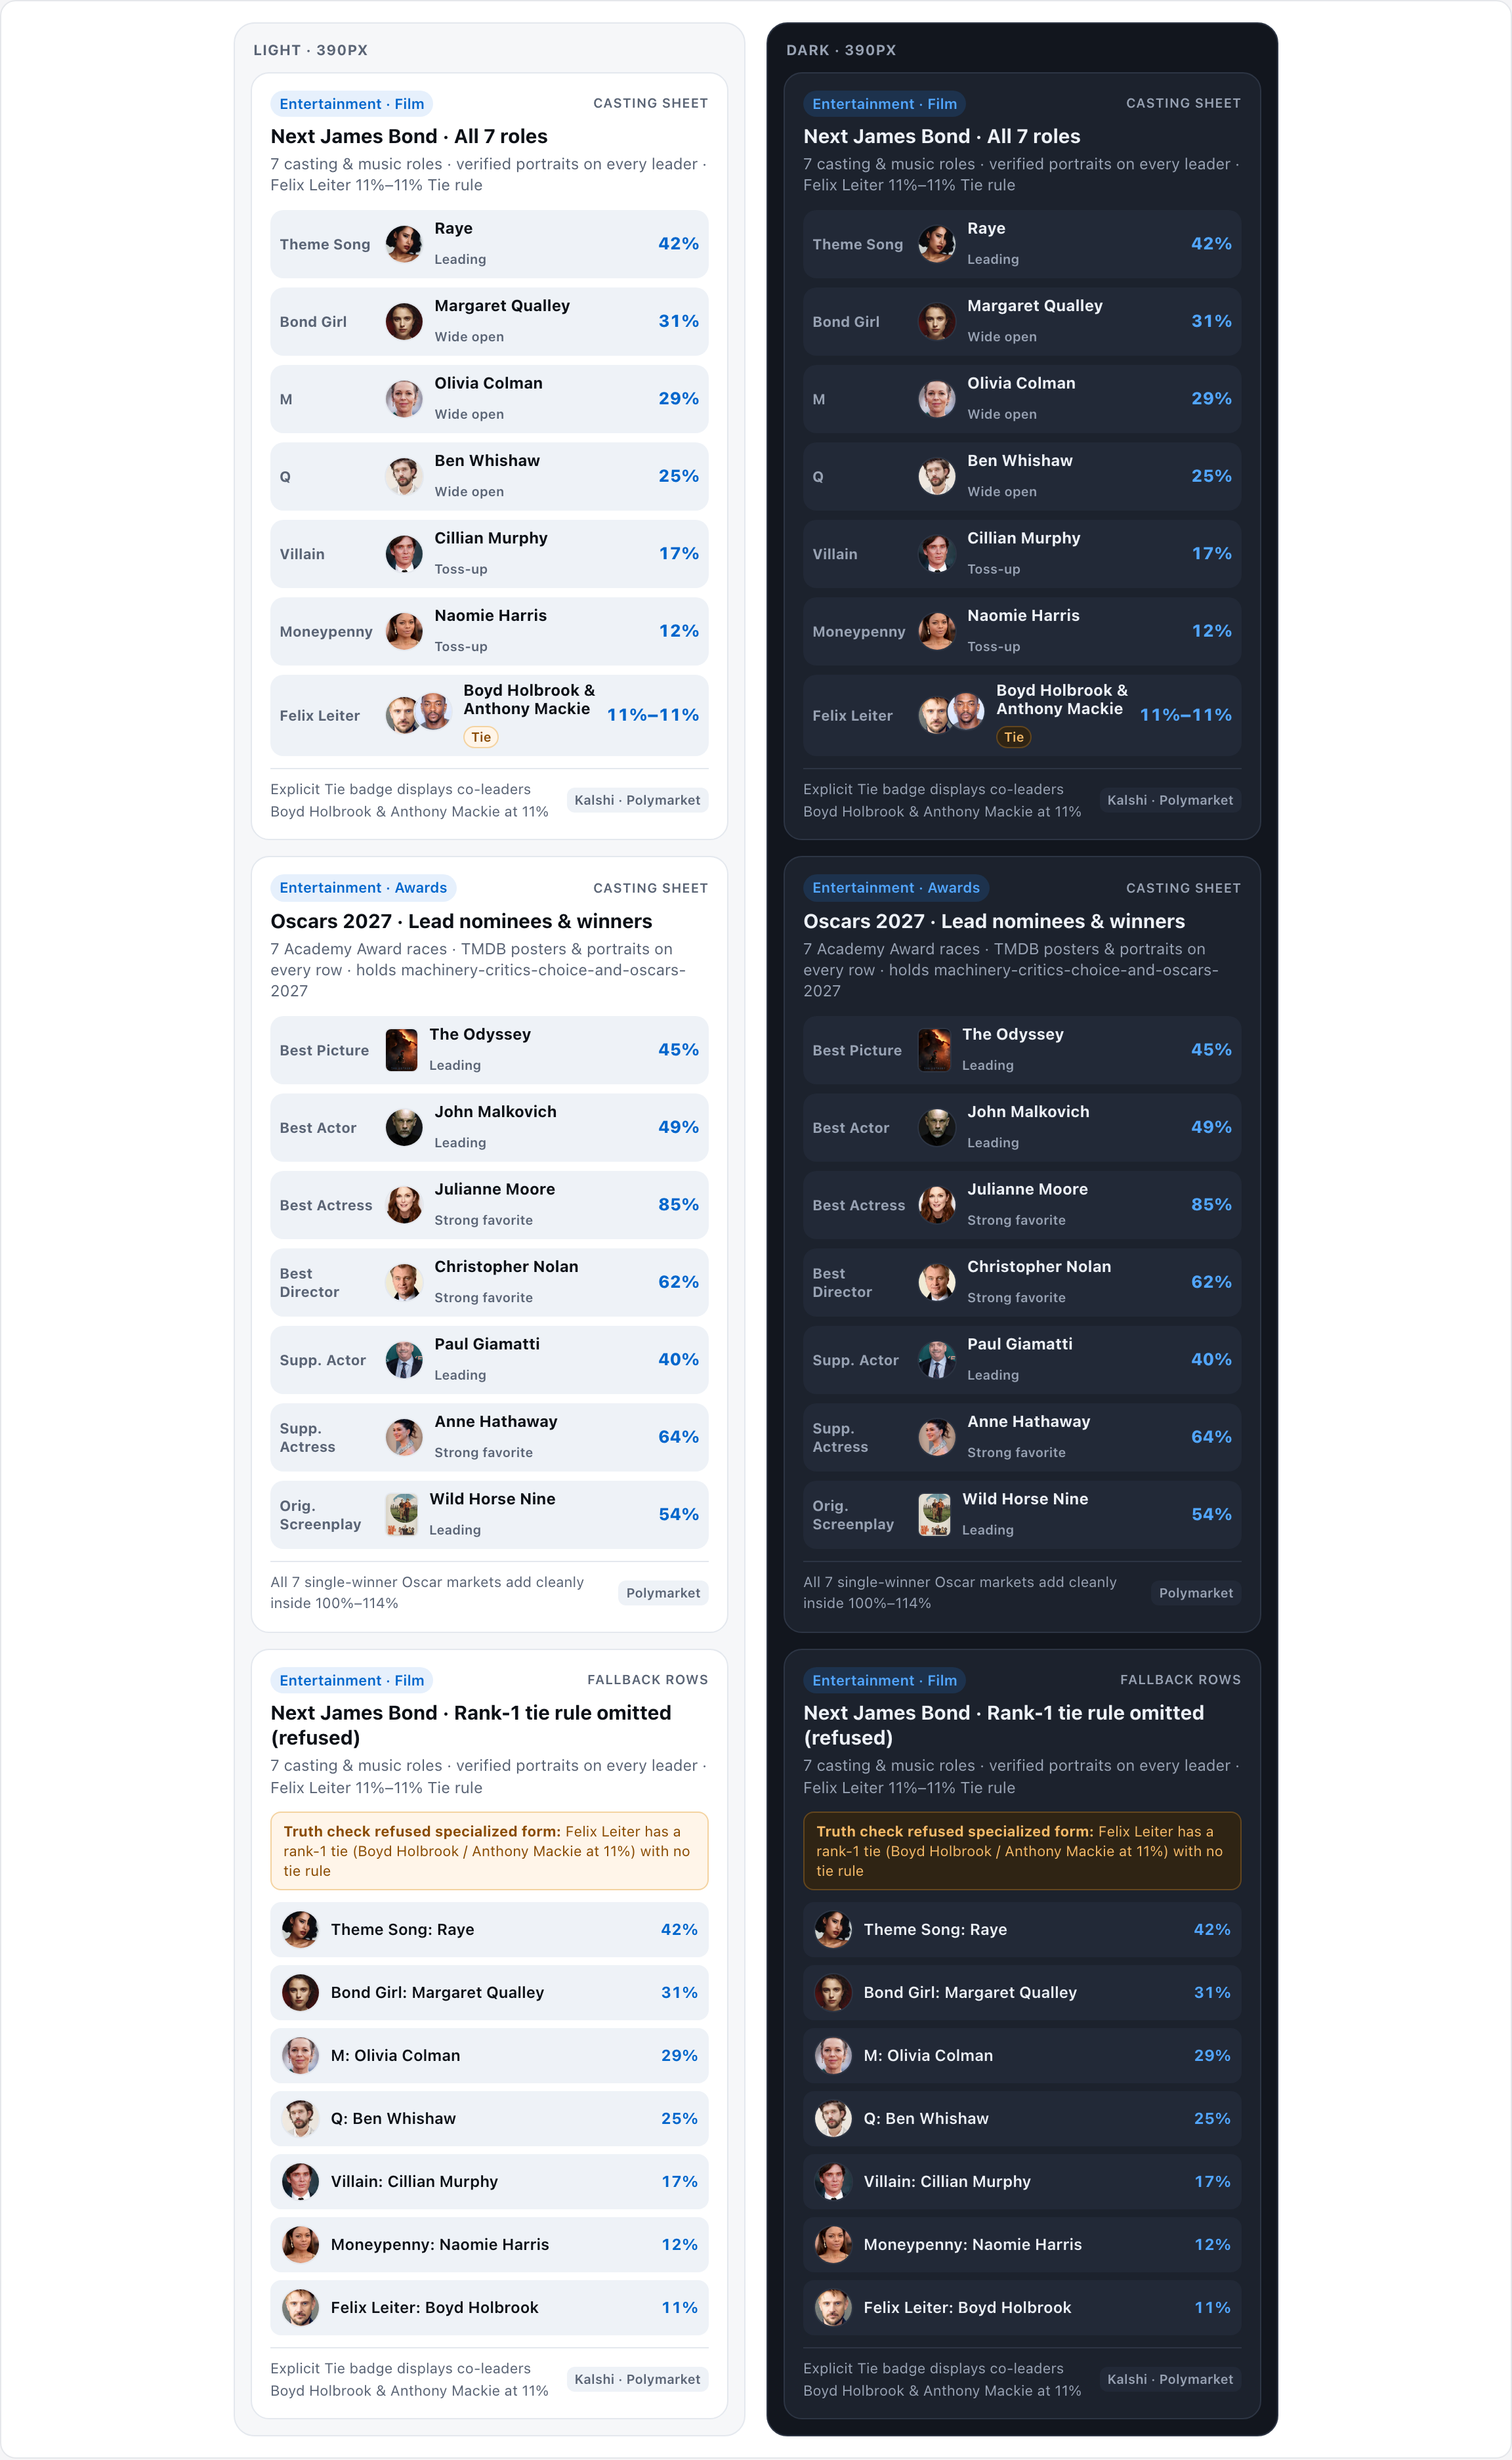 LIGHT · 390PX
Entertainment · Film
CASTING SHEET
Next James Bond · All 7 roles
7 casting & music roles · verified portraits on every leader ·
Felix Leiter 11%–11% Tie rule
Theme Song
Raye
Leading
42%
Bond Girl
Margaret Qualley
Wide open
31%
M
Olivia Colman
Wide open
29%
Q
Ben Whishaw
Wide open
25%
Villain
Cillian Murphy
Toss-up
17%
Moneypenny
Naomie Harris
Toss-up
12%
Felix Leiter
Boyd Holbrook &
Anthony Mackie
Tie
11%–11%
Explicit Tie badge displays co-leaders
Boyd Holbrook & Anthony Mackie at 11%
Kalshi · Polymarket
Entertainment · Awards
CASTING SHEET
Oscars 2027 · Lead nominees & winners
7 Academy Award races · TMDB posters & portraits on
every row · holds machinery-critics-choice-and-oscars-
2027
Best Picture
The Odyssey
Leading
45%
Best Actor
John Malkovich
Leading
49%
Best Actress
Julianne Moore
Strong favorite
85%
Best
Director
Christopher Nolan
Strong favorite
62%
Supp. Actor
Paul Giamatti
Leading
40%
Supp.
Actress
Anne Hathaway
Strong favorite
64%
Orig.
Screenplay
Wild Horse Nine
Leading
54%
All 7 single-winner Oscar markets add cleanly
inside 100%–114%
Polymarket
Entertainment · Film
FALLBACK ROWS
Next James Bond · Rank-1 tie rule omitted
(refused)
7 casting & music roles · verified portraits on every leader ·
Felix Leiter 11%–11% Tie rule
Truth check refused specialized form: Felix Leiter has a
rank-1 tie (Boyd Holbrook / Anthony Mackie at 11%) with no
tie rule
Theme Song: Raye
42%
Bond Girl: Margaret Qualley
31%
M: Olivia Colman
29%
Q: Ben Whishaw
25%
Villain: Cillian Murphy
17%
Moneypenny: Naomie Harris
12%
Felix Leiter: Boyd Holbrook
11%
Explicit Tie badge displays co-leaders
Boyd Holbrook & Anthony Mackie at 11%
Kalshi · Polymarket
DARK · 390PX
Entertainment · Film
CASTING SHEET
Next James Bond · All 7 roles
7 casting & music roles · verified portraits on every leader ·
Felix Leiter 11%–11% Tie rule
Theme Song
Raye
Leading
42%
Bond Girl
Margaret Qualley
Wide open
31%
M
Olivia Colman
Wide open
29%
Q
Ben Whishaw
Wide open
25%
Villain
Cillian Murphy
Toss-up
17%
Moneypenny
Naomie Harris
Toss-up
12%
Felix Leiter
Boyd Holbrook &
Anthony Mackie
Tie
11%–11%
Explicit Tie badge displays co-leaders
Boyd Holbrook & Anthony Mackie at 11%
Kalshi · Polymarket
Entertainment · Awards
CASTING SHEET
Oscars 2027 · Lead nominees & winners
7 Academy Award races · TMDB posters & portraits on
every row · holds machinery-critics-choice-and-oscars-
2027
Best Picture
The Odyssey
Leading
45%
Best Actor
John Malkovich
Leading
49%
Best Actress
Julianne Moore
Strong favorite
85%
Best
Director
Christopher Nolan
Strong favorite
62%
Supp. Actor
Paul Giamatti
Leading
40%
Supp.
Actress
Anne Hathaway
Strong favorite
64%
Orig.
Screenplay
Wild Horse Nine
Leading
54%
All 7 single-winner Oscar markets add cleanly
inside 100%–114%
Polymarket
Entertainment · Film
FALLBACK ROWS
Next James Bond · Rank-1 tie rule omitted
(refused)
7 casting & music roles · verified portraits on every leader ·
Felix Leiter 11%–11% Tie rule
Truth check refused specialized form: Felix Leiter has a
rank-1 tie (Boyd Holbrook / Anthony Mackie at 11%) with no
tie rule
Theme Song: Raye
42%
Bond Girl: Margaret Qualley
31%
M: Olivia Colman
29%
Q: Ben Whishaw
25%
Villain: Cillian Murphy
17%
Moneypenny: Naomie Harris
12%
Felix Leiter: Boyd Holbrook
11%
Explicit Tie badge displays co-leaders
Boyd Holbrook & Anthony Mackie at 11%
Kalshi · Polymarket